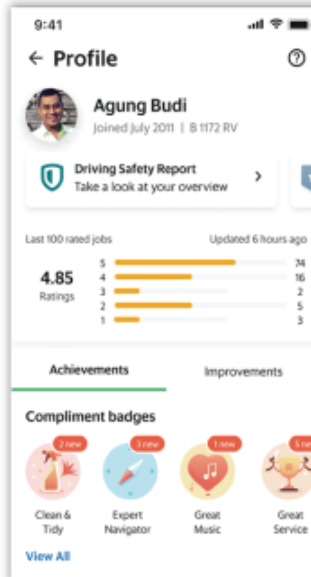 9:41
← Profile
Agung Budi
Joined July 2011 | B 1172 RV
Driving Safety Report
Take a look at your overview
Last 100 rated jobs
Updated 6 hours ago
4.85
Ratings
5 74
4 16
3 2
2 5
1 3
Achievements
Improvements
Compliment badges
2 new
3 new
1 new
5 ne
Clean & Tidy
Expert Navigator
Great Music
Great Service
View All